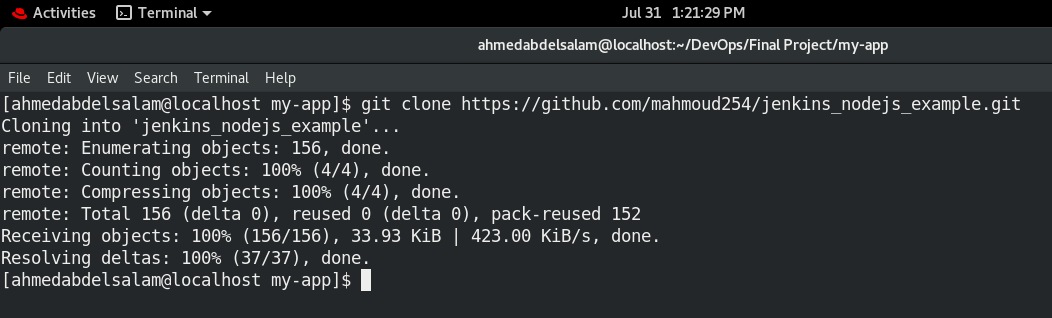 Activities Terminal Jul 31 1:21:29 PM
ahmedabdelsalam@localhost:~/DevOps/Final Project/my-app
File Edit View Search Terminal Help
[ahmedabdelsalam@localhost my-app]$ git clone https://github.com/mahmoud254/jenkins_nodejs_example.git
Cloning into 'jenkins_nodejs_example'...
remote: Enumerating objects: 156, done.
remote: Counting objects: 100% (4/4), done.
remote: Compressing objects: 100% (4/4), done.
remote: Total 156 (delta 0), reused 0 (delta 0), pack-reused 152
Receiving objects: 100% (156/156), 33.93 KiB | 423.00 KiB/s, done.
Resolving deltas: 100% (37/37), done.
[ahmedabdelsalam@localhost my-app]$